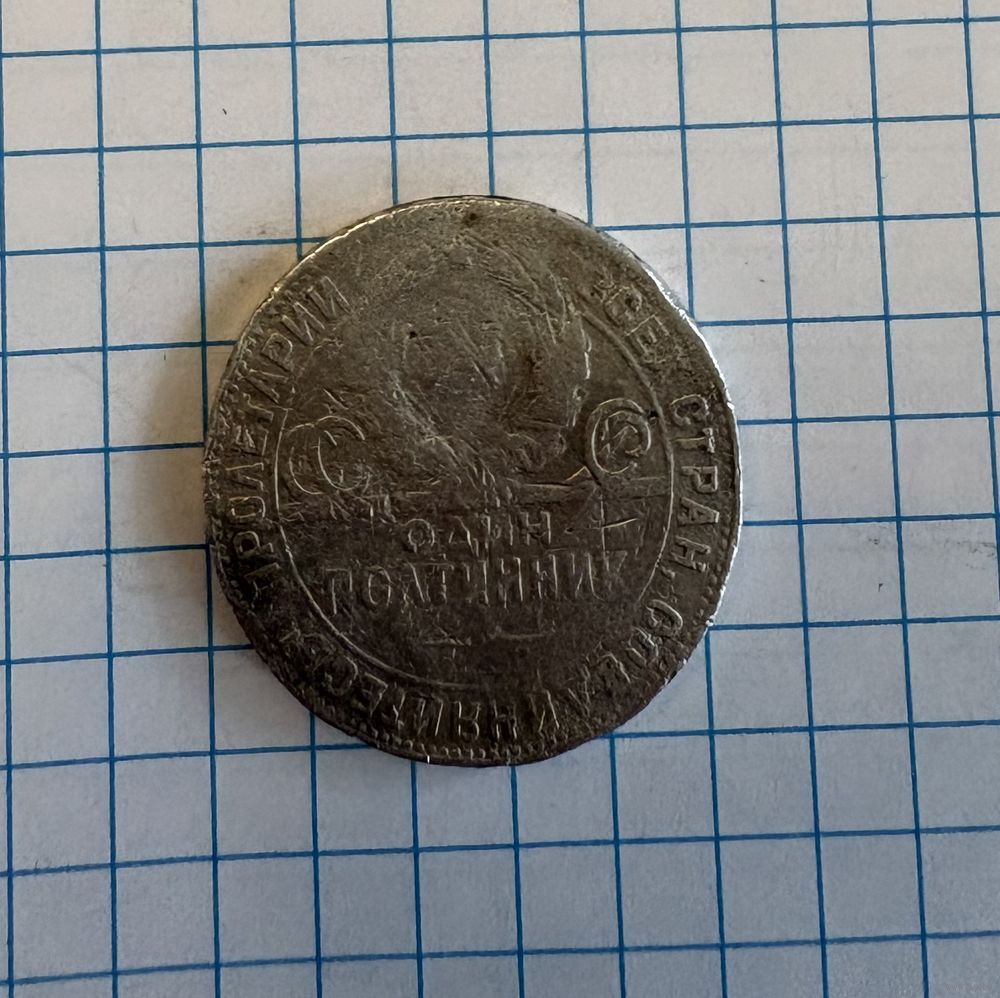 ПРОЛЕТАРИИ ВСЕХ СТРАН, СОЕДИНЯЙТЕСЬ
С С
С Р
ОДИН
ПОЛТИННИК